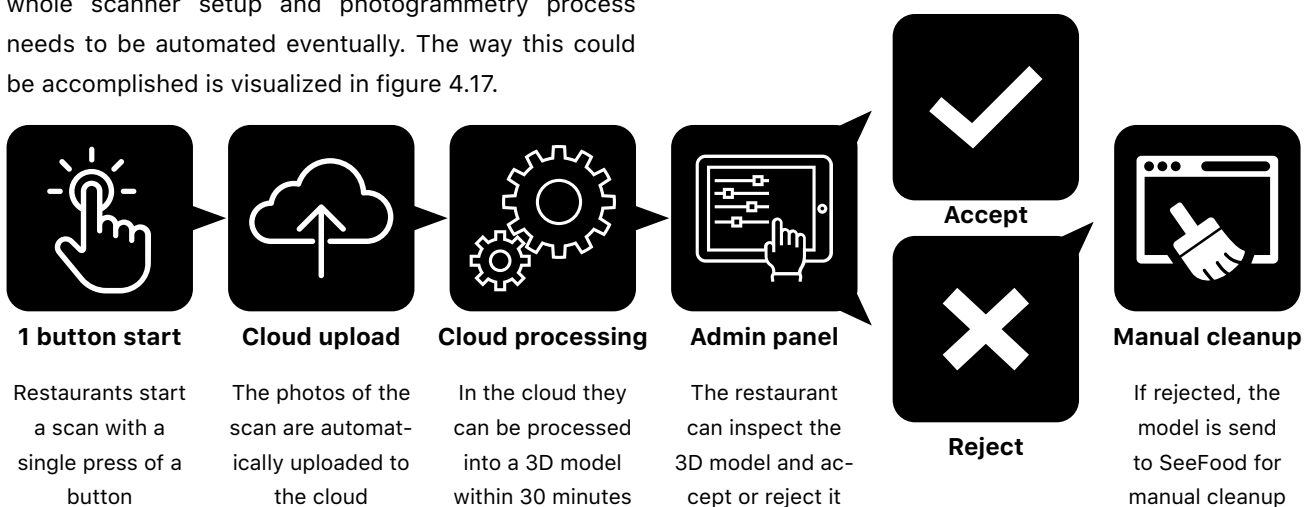 whole scanner setup and photogrammetry process
needs to be automated eventually. The way this could
be accomplished is visualized in figure 4.17.
1 button start
Restaurants start
a scan with a
single press of a
button
Cloud upload
The photos of the
scan are automat-
ically uploaded to
the cloud
Cloud processing
In the cloud they
can be processed
into a 3D model
within 30 minutes
Admin panel
The restaurant
can inspect the
3D model and ac-
cept or reject it
Accept
Reject
Manual cleanup
If rejected, the
model is send
to SeeFood for
manual cleanup